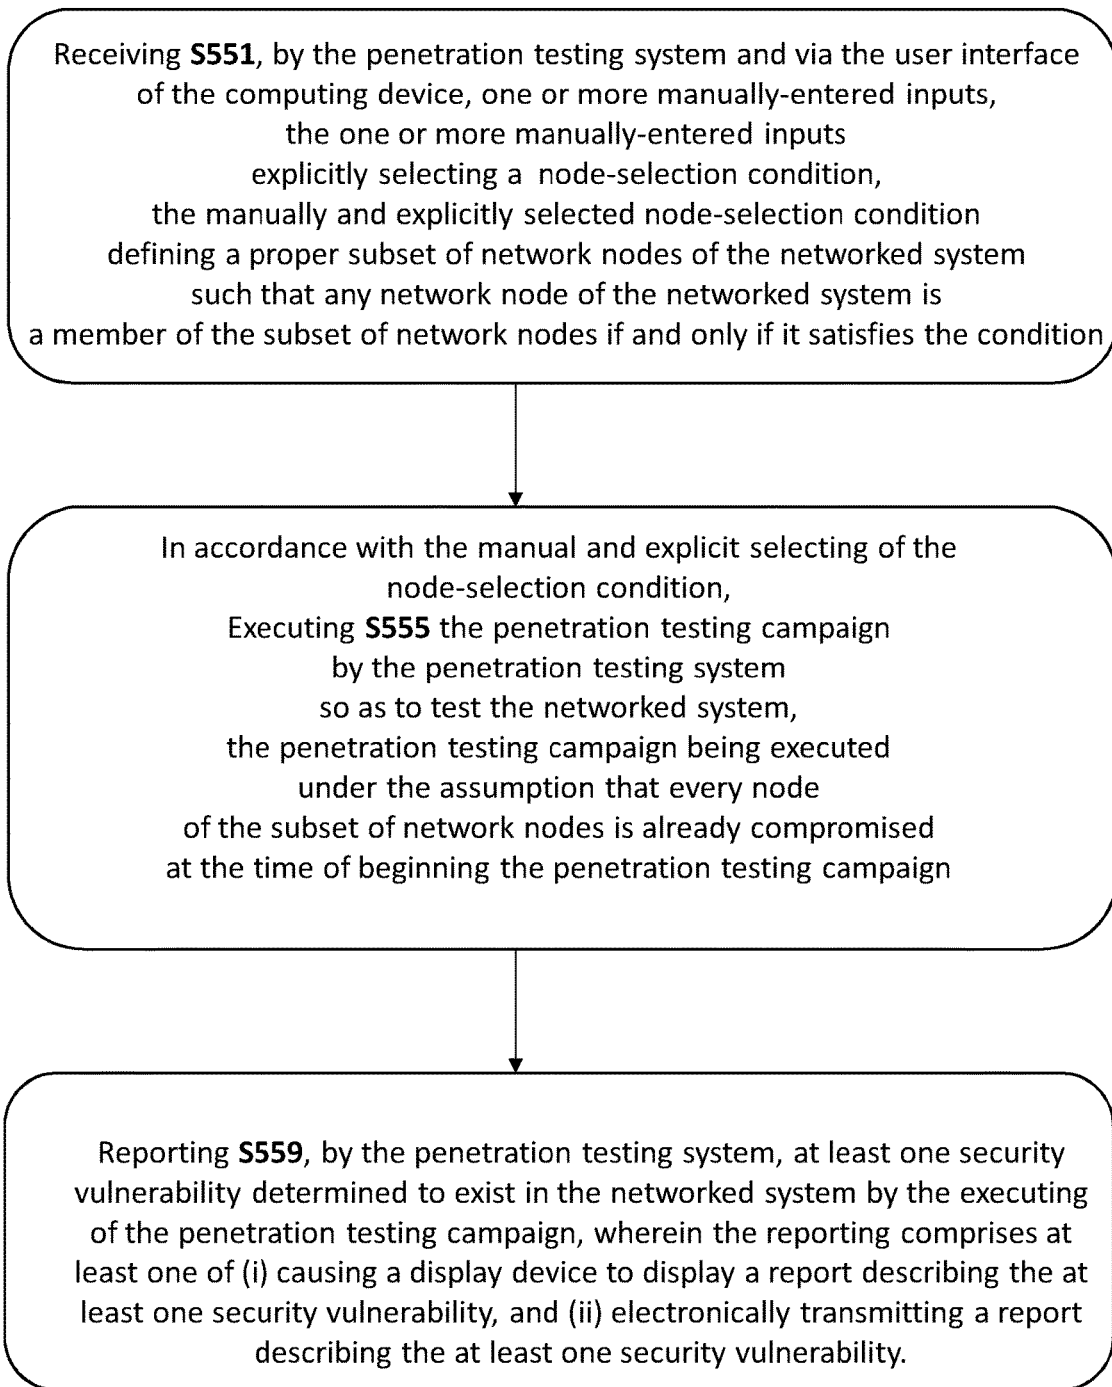 Receiving S551, by the penetration testing system and via the user interface
of the computing device, one or more manually-entered inputs,
the one or more manually-entered inputs
explicitly selecting a node-selection condition,
the manually and explicitly selected node-selection condition
defining a proper subset of network nodes of the networked system
such that any network node of the networked system is
a member of the subset of network nodes if and only if it satisfies the condition
In accordance with the manual and explicit selecting of the
node-selection condition,
Executing S555 the penetration testing campaign
by the penetration testing system
so as to test the networked system,
the penetration testing campaign being executed
under the assumption that every node
of the subset of network nodes is already compromised
at the time of beginning the penetration testing campaign
Reporting S559, by the penetration testing system, at least one security
vulnerability determined to exist in the networked system by the executing
of the penetration testing campaign, wherein the reporting comprises at
least one of (i) causing a display device to display a report describing the at
least one security vulnerability, and (ii) electronically transmitting a report
describing the at least one security vulnerability.